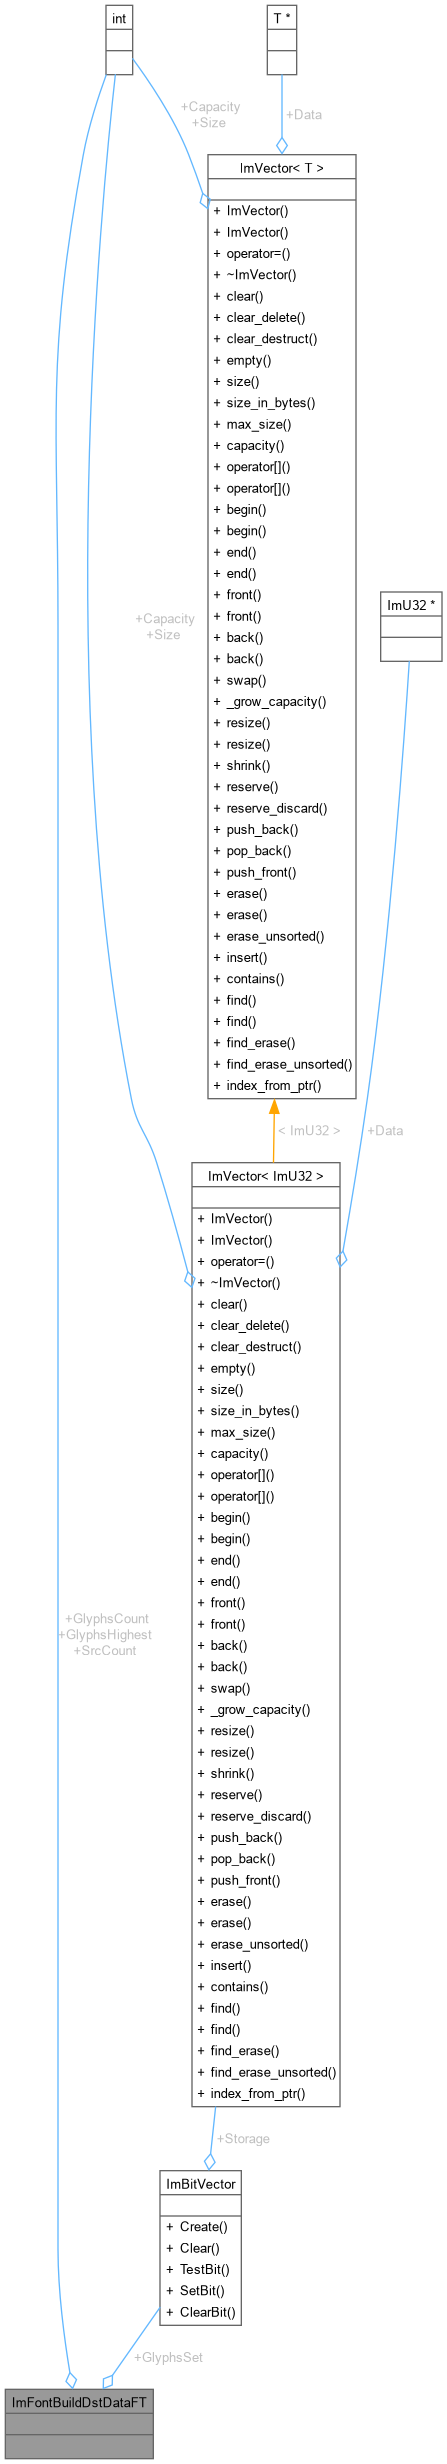 int
T *
+Capacity
+Size
+Data
ImVector< T >
+ ImVector()
+ ImVector()
+ operator=()
+ ~ImVector()
+ clear()
+ clear_delete()
+ clear_destruct()
+ empty()
+ size()
+ size_in_bytes()
+ max_size()
+ capacity()
+ operator[]()
+ operator[]()
+ begin()
+ begin()
+ end()
+ end()
+ front()
+ front()
+ back()
+ back()
+ swap()
+ _grow_capacity()
+ resize()
+ resize()
+ shrink()
+ reserve()
+ reserve_discard()
+ push_back()
+ pop_back()
+ push_front()
+ erase()
+ erase()
+ erase_unsorted()
+ insert()
+ contains()
+ find()
+ find()
+ find_erase()
+ find_erase_unsorted()
+ index_from_ptr()
ImU32 *
+Capacity
+Size
< ImU32 >
+Data
ImVector< ImU32 >
+ ImVector()
+ ImVector()
+ operator=()
+ ~ImVector()
+ clear()
+ clear_delete()
+ clear_destruct()
+ empty()
+ size()
+ size_in_bytes()
+ max_size()
+ capacity()
+ operator[]()
+ operator[]()
+ begin()
+ begin()
+ end()
+ end()
+ front()
+ front()
+ back()
+ back()
+ swap()
+ _grow_capacity()
+ resize()
+ resize()
+ shrink()
+ reserve()
+ reserve_discard()
+ push_back()
+ pop_back()
+ push_front()
+ erase()
+ erase()
+ erase_unsorted()
+ insert()
+ contains()
+ find()
+ find()
+ find_erase()
+ find_erase_unsorted()
+ index_from_ptr()
+GlyphsCount
+GlyphsHighest
+SrcCount
+Storage
ImBitVector
+ Create()
+ Clear()
+ TestBit()
+ SetBit()
+ ClearBit()
+GlyphsSet
ImFontBuildDstDataFT